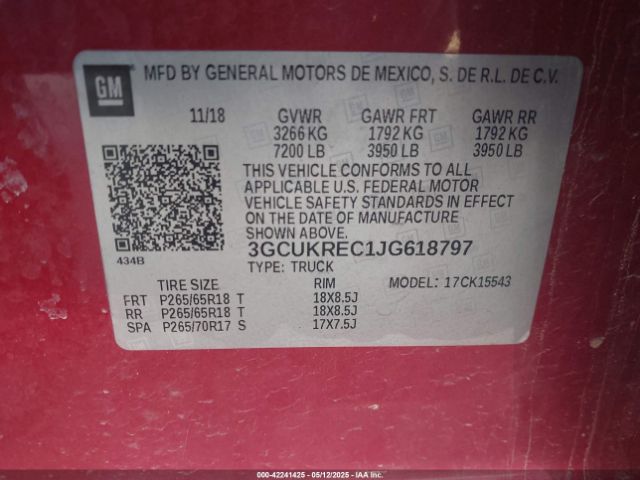 GM MFD BY GENERAL MOTORS DE MEXICO, S. DE R.L. DE C.V.
11/18 GVWR GAWR FRT GAWR RR
3266 KG 1792 KG 1792 KG
7200 LB 3950 LB 3950 LB
THIS VEHICLE CONFORMS TO ALL
APPLICABLE U.S. FEDERAL MOTOR
VEHICLE SAFETY STANDARDS IN EFFECT
ON THE DATE OF MANUFACTURE
SHOWN ABOVE.
434B
3GCUKREC1JG618797
TYPE: TRUCK
TIRE SIZE RIM MODEL: 17CK15543
FRT P265/65R18 T 18X8.5J
RR P265/65R18 T 18X8.5J
SPA P265/70R17 S 17X7.5J
000-42241425 - 05/12/2025 - IAA, Inc.